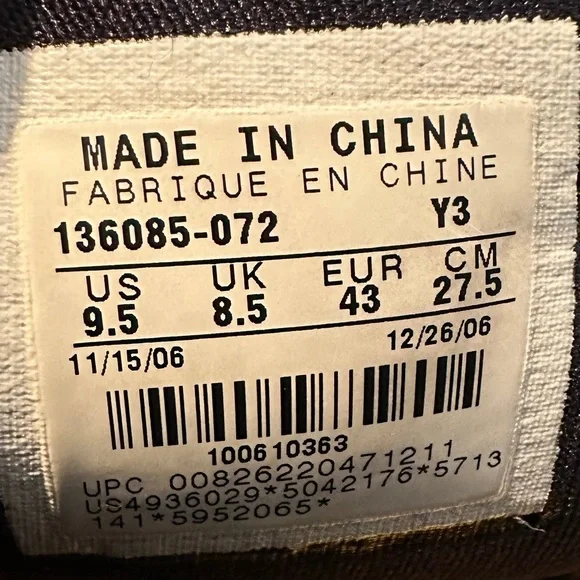 MADE IN CHINA
FABRIQUE EN CHINE
136085-072 Y3
US UK EUR CM
9.5 8.5 43 27.5
11/15/06 12/26/06
100610363
UPC 00826220471211
US4936029*5042176*5713
141*5952065*